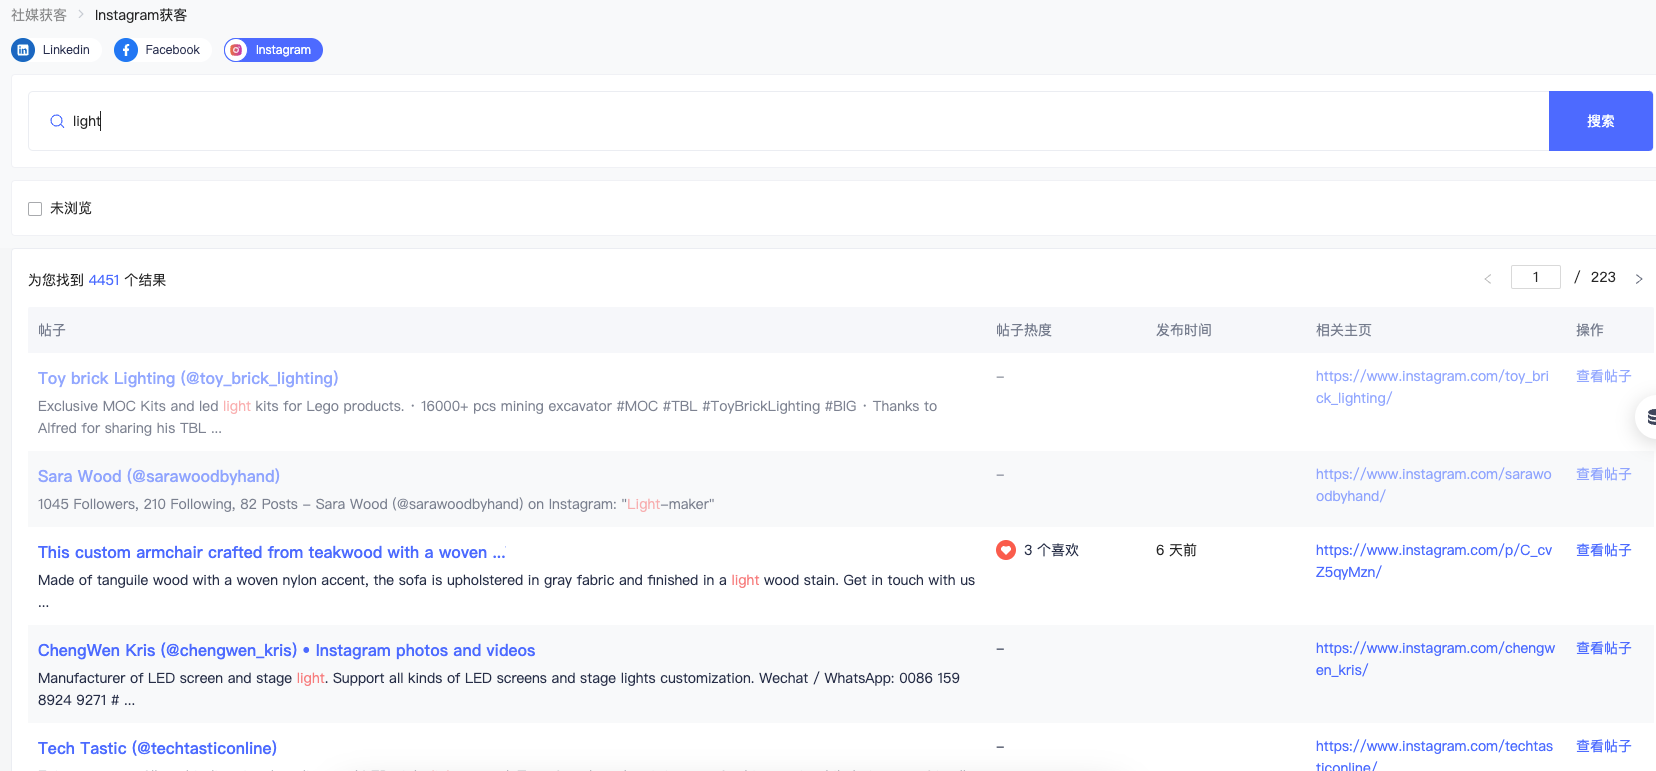 社媒获客 > Instagram获客
Linkedin Facebook Instagram
light
搜索
未浏览
为您找到 4451 个结果
< 1 / 223 >
帖子 帖子热度 发布时间 相关主页 操作
Toy brick Lighting (@toy_brick_lighting)
Exclusive MOC Kits and led light kits for Lego products. · 16000+ pcs mining excavator #MOC #TBL #ToyBrickLighting #BIG · Thanks to
Alfred for sharing his TBL ...
–
https://www.instagram.com/toy_bri
ck_lighting/
查看帖子
Sara Wood (@sarawoodbyhand)
1045 Followers, 210 Following, 82 Posts – Sara Wood (@sarawoodbyhand) on Instagram: "Light–maker"
–
https://www.instagram.com/sarawo
odbyhand/
查看帖子
This custom armchair crafted from teakwood with a woven ...
Made of tanguile wood with a woven nylon accent, the sofa is upholstered in gray fabric and finished in a light wood stain. Get in touch with us
...
3 个喜欢
6 天前
https://www.instagram.com/p/C_cv
Z5qyMzn/
查看帖子
ChengWen Kris (@chengwen_kris) • Instagram photos and videos
Manufacturer of LED screen and stage light. Support all kinds of LED screens and stage lights customization. Wechat / WhatsApp: 0086 159
8924 9271 # ...
–
https://www.instagram.com/chengw
en_kris/
查看帖子
Tech Tastic (@techtasticonline)
–
https://www.instagram.com/techtas
ticonline/
查看帖子